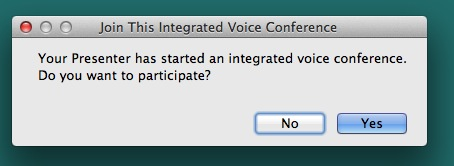 Join This Integrated Voice Conference
Your Presenter has started an integrated voice conference.
Do you want to participate?
No Yes